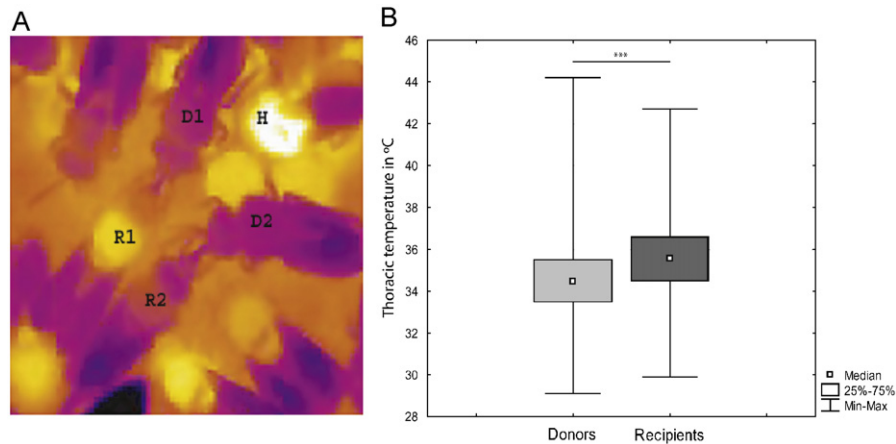 A
D1
H
D2
R1
R2
B
Thoracic temperature in ºC
46
44
42
40
38
36
34
32
30
28
***
Donors
Recipients
Median
25%-75%
Min-Max